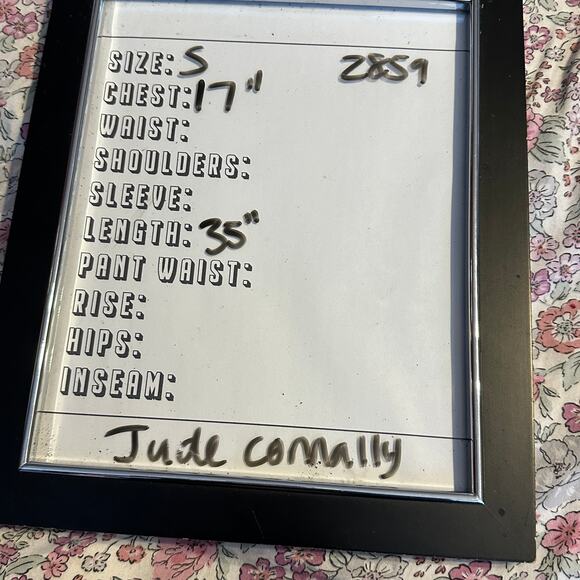 SIZE: S 2859
CHEST: 17"
WAIST:
SHOULDERS:
SLEEVE:
LENGTH: 35"
PANT WAIST:
RISE:
HIPS:
INSEAM:
Jude connally